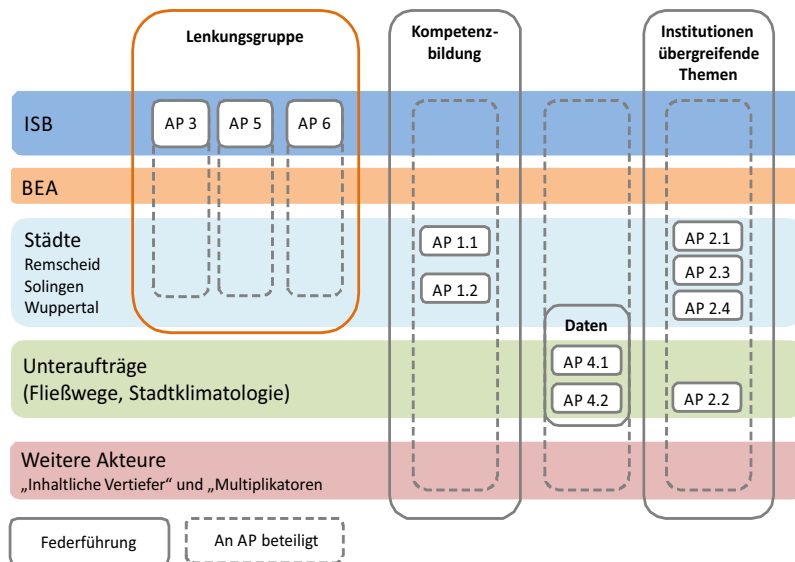 Lenkungsgruppe
Kompetenz-
bildung
Institutionen
übergreifende
Themen
ISB
AP 3
AP 5
AP 6
BEA
Städte
Remscheid
Solingen
Wuppertal
AP 1.1
AP 1.2
AP 2.1
AP 2.3
AP 2.4
Daten
Unteraufträge
(Fließwege, Stadtklimatologie)
AP 4.1
AP 4.2
AP 2.2
Weitere Akteure
„Inhaltliche Vertiefer“ und „Multiplikatoren
Federführung
An AP beteiligt